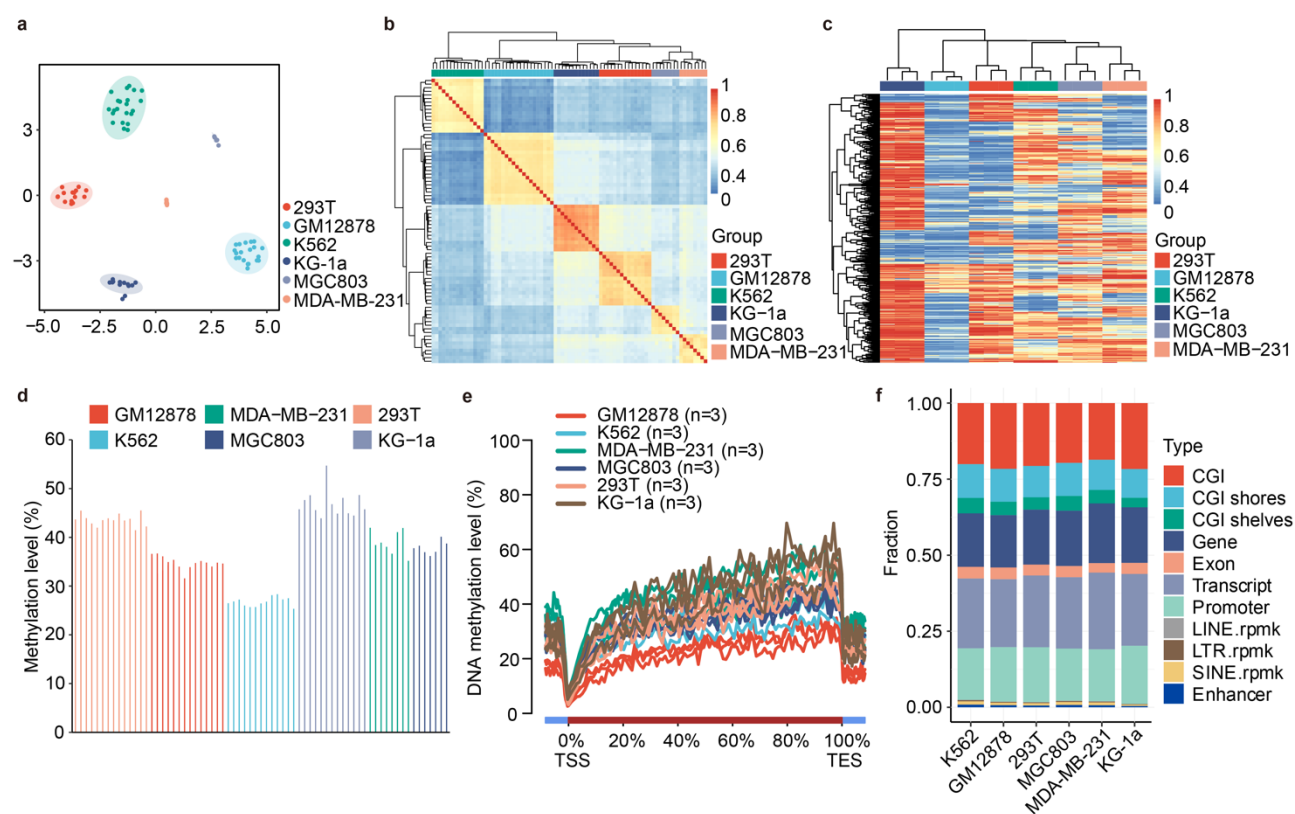 a
3
0
−3
−5.0
−2.5
0.0
2.5
5.0
293T
GM12878
K562
KG-1a
MGC803
MDA-MB-231
b
1
0.8
0.6
0.4
0
Group
293T
GM12878
K562
KG−1a
MGC803
MDA−MB−231
c
1
0.8
0.6
0.4
0
Group
293T
GM12878
K562
KG−1a
MGC803
MDA−MB−231
d
GM12878
MDA−MB−231
293T
K562
MGC803
KG−1a
Methylation level (%)
60
50
40
30
20
10
0
e
GM12878 (n=3)
K562 (n=3)
MDA−MB−231 (n=3)
MGC803 (n=3)
293T (n=3)
KG−1a (n=3)
DNA methylation level (%)
100
80
60
40
20
0
0%
20%
40%
60%
80%
100%
TSS
TES
f
Fraction
1.00
0.75
0.50
0.25
0.00
K562
GM12878
293T
MGC803
MDA-MB-231
KG-1a
Type
CGI
CGI shores
CGI shelves
Gene
Exon
Transcript
Promoter
LINE.rpmk
LTR.rpmk
SINE.rpmk
Enhancer